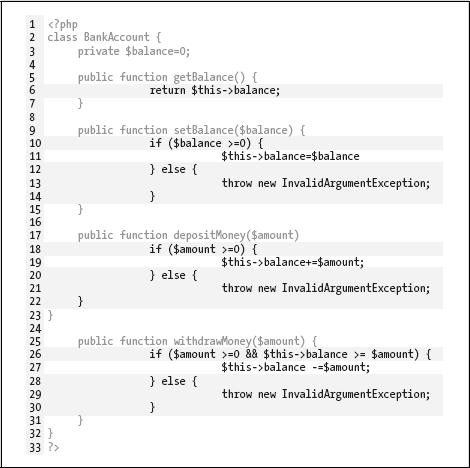 1 <?php
2 class BankAccount {
3 private $balance=0;
4
5 public function getBalance() {
6 return $this->balance;
7 }
8
9 public function setBalance($balance) {
10 if ($balance >=0) {
11 $this->balance=$balance
12 } else {
13 throw new InvalidArgumentException;
14 }
15 }
16
17 public function depositMoney($amount)
18 if ($amount >=0) {
19 $this->balance+=$amount;
20 } else {
21 throw new InvalidArgumentException;
22 }
23 }
24
25 public function withdrawMoney($amount) {
26 if ($amount >=0 && $this->balance >= $amount) {
27 $this->balance -=$amount;
28 } else {
29 throw new InvalidArgumentException;
30 }
31 }
32 }
33 ?>